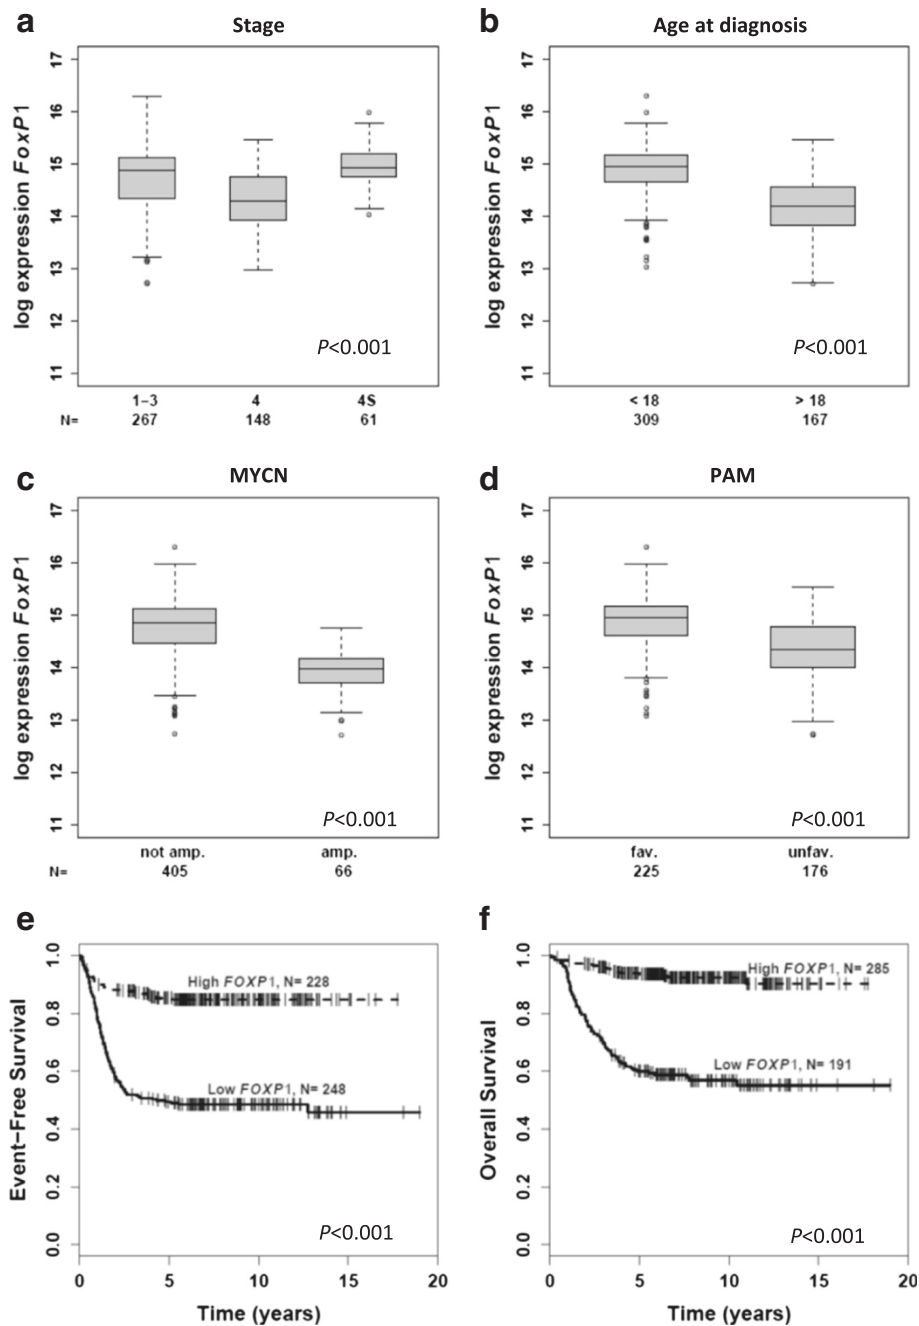 a
Stage
log expression FoxP1
17
16
15
14
13
12
11
P<0.001
1–3 4 4S
N= 267 148 61
b
Age at diagnosis
log expression FoxP1
17
16
15
14
13
12
11
P<0.001
< 18 > 18
309 167
c
MYCN
log expression FoxP1
17
16
15
14
13
12
11
P<0.001
not amp. amp.
N= 405 66
d
PAM
log expression FoxP1
17
16
15
14
13
12
11
P<0.001
fav. unfav.
225 176
e
Event–Free Survival
1.0
0.8
0.6
0.4
0.2
0.0
High FOXP1, N= 228
Low FOXP1, N= 248
P<0.001
0 5 10 15 20
Time (years)
f
Overall Survival
1.0
0.8
0.6
0.4
0.2
0.0
High FOXP1, N= 285
Low FOXP1, N= 191
P<0.001
0 5 10 15 20
Time (years)